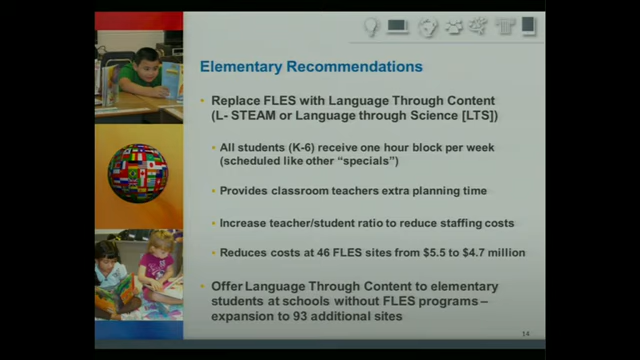 Elementary Recommendations
Replace FLES with Language Through Content
(L- STEAM or Language through Science [LTS])
All students (K-6) receive one hour block per week
(scheduled like other “specials”)
Provides classroom teachers extra planning time
Increase teacher/student ratio to reduce staffing costs
Reduces costs at 46 FLES sites from $5.5 to $4.7 million
Offer Language Through Content to elementary
students at schools without FLES programs –
expansion to 93 additional sites
14